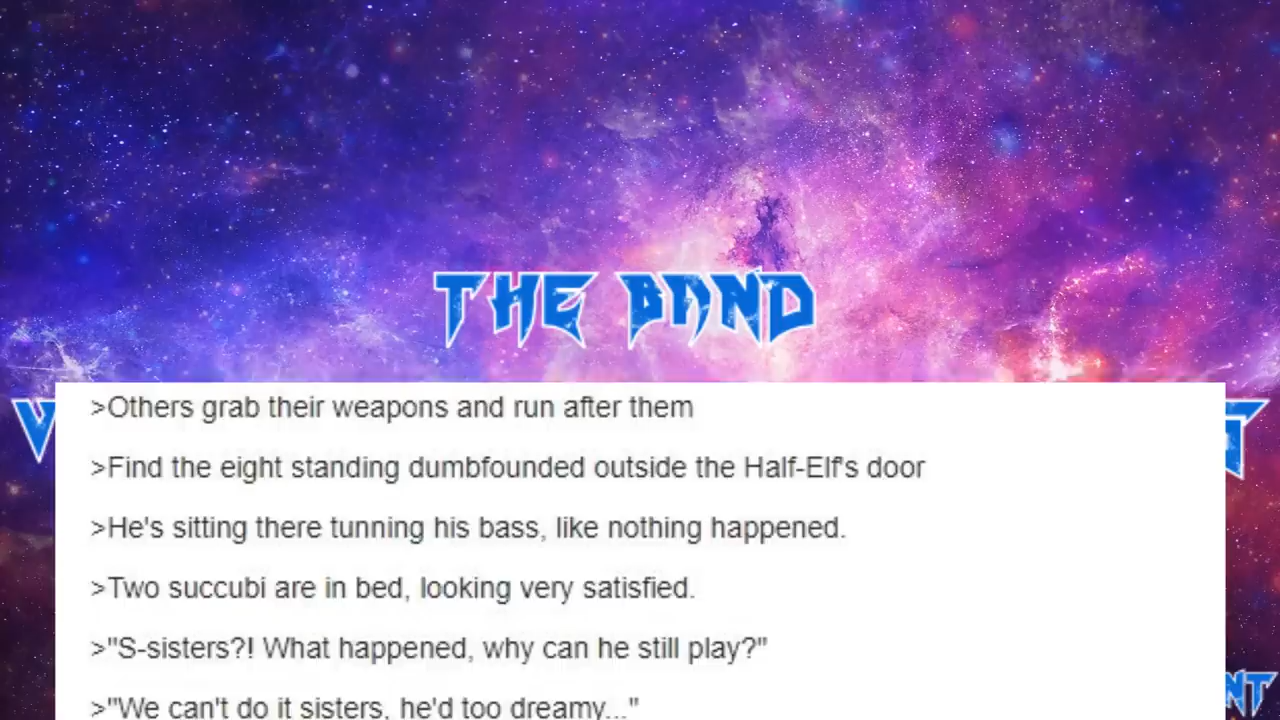 THE BAND
>Others grab their weapons and run after them
>Find the eight standing dumbfounded outside the Half-Elf's door
>He's sitting there tunning his bass, like nothing happened.
>Two succubi are in bed, looking very satisfied.
>"S-sisters?! What happened, why can he still play?"
>"We can't do it sisters, he'd too dreamy..."
NT